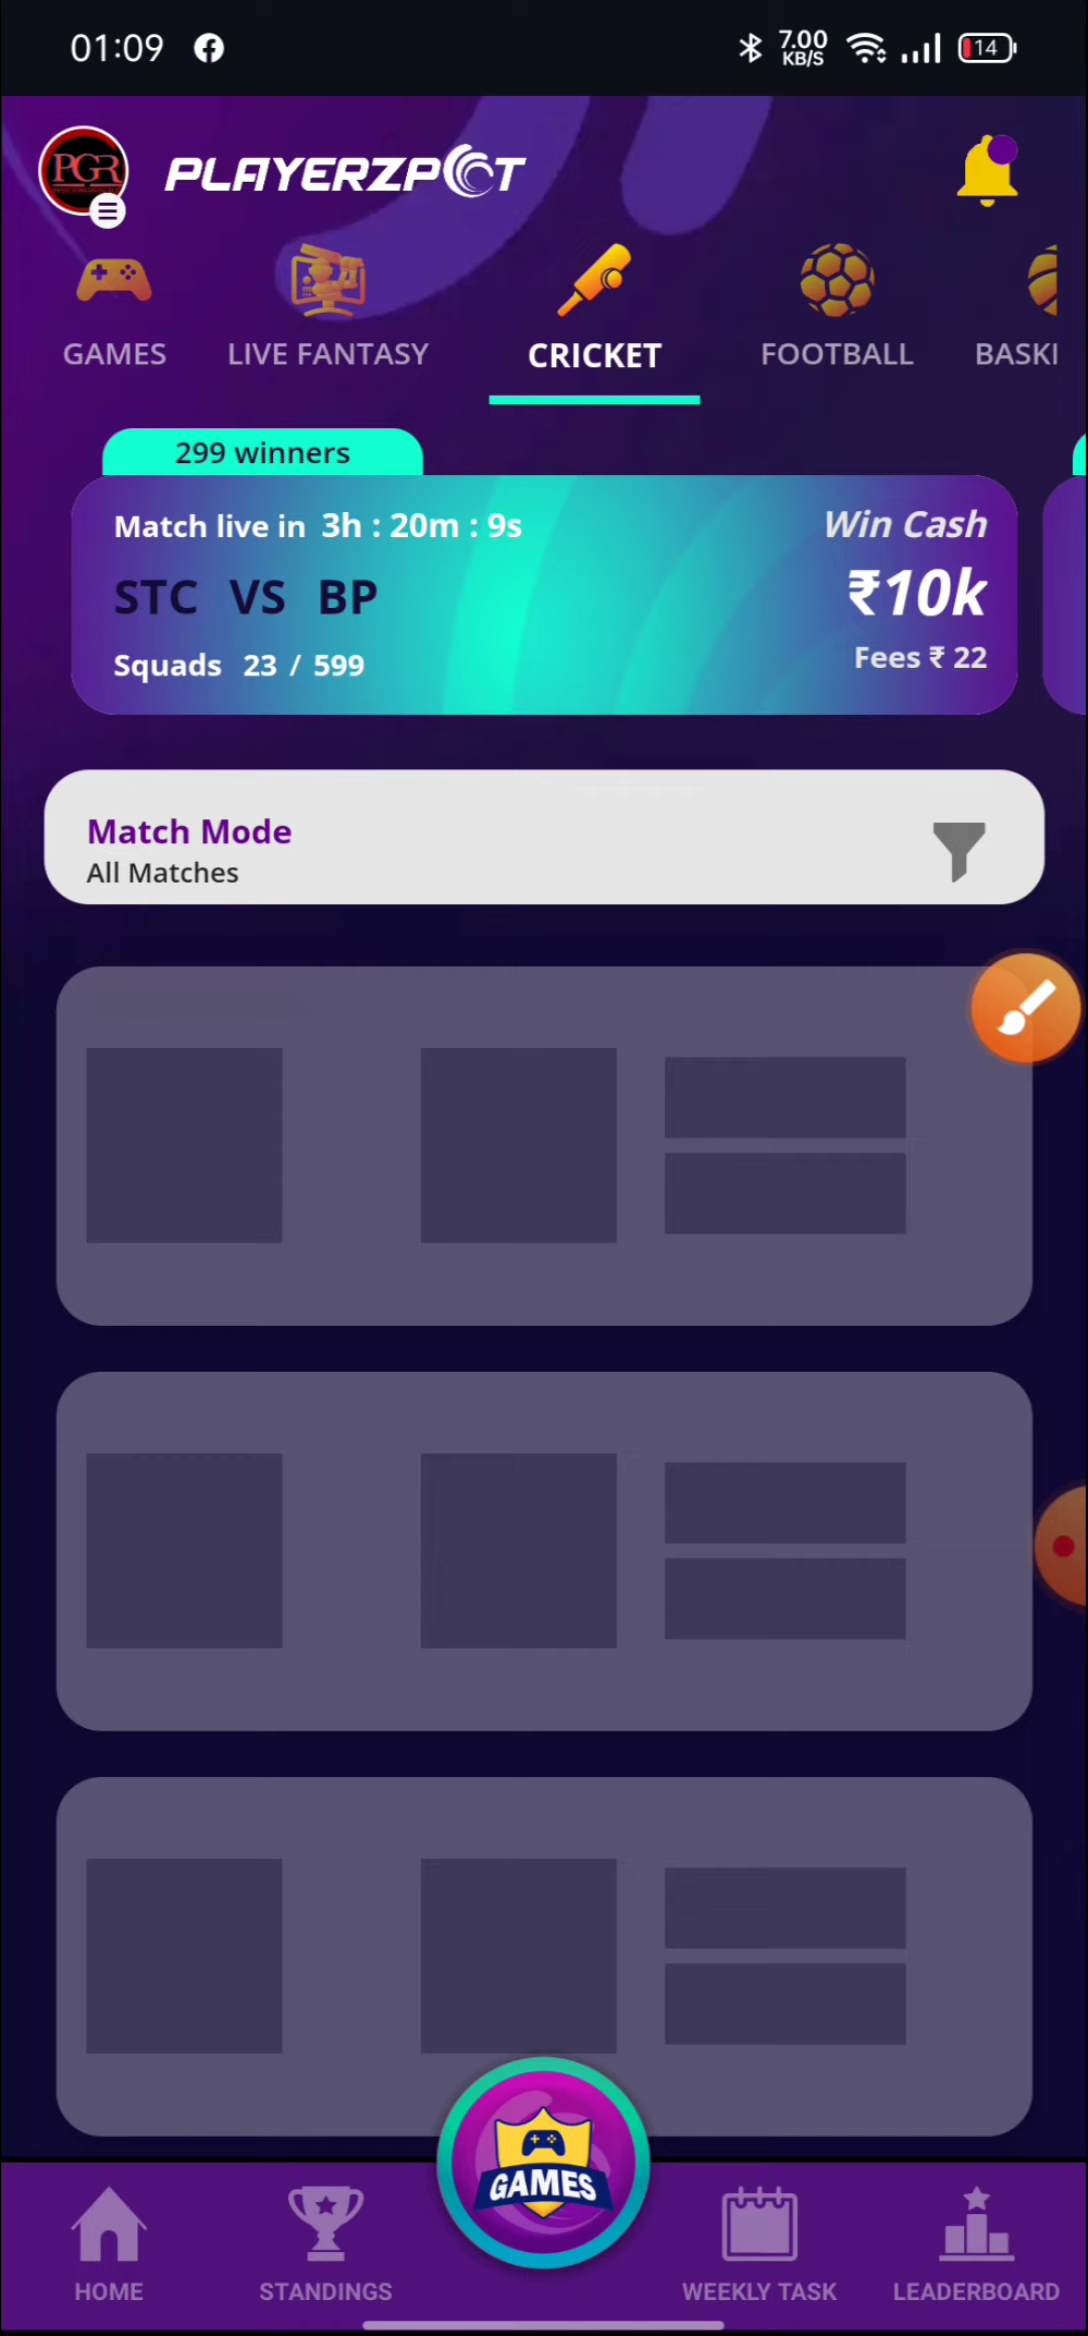 01:09
7.00
KB/S
14
PGR
PLAYERZPOT
GAMES
LIVE FANTASY
CRICKET
FOOTBALL
BASKI
299 winners
Match live in 3h : 20m : 9s
Win Cash
STC VS BP
₹10k
Squads 23 / 599
Fees ₹ 22
Match Mode
All Matches
GAMES
HOME
STANDINGS
WEEKLY TASK
LEADERBOARD